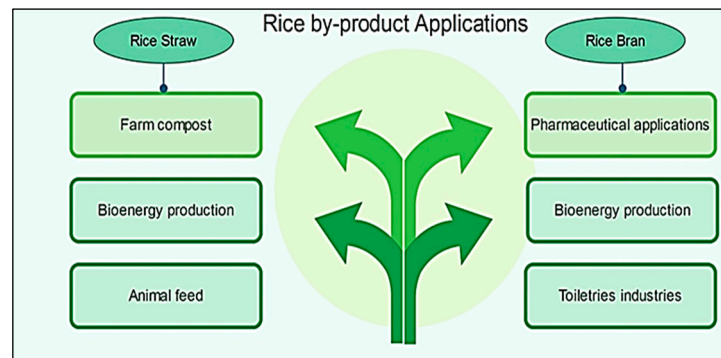 Rice by-product Applications
Rice Straw
Farm compost
Bioenergy production
Animal feed
Rice Bran
Pharmaceutical applications
Bioenergy production
Toiletries industries